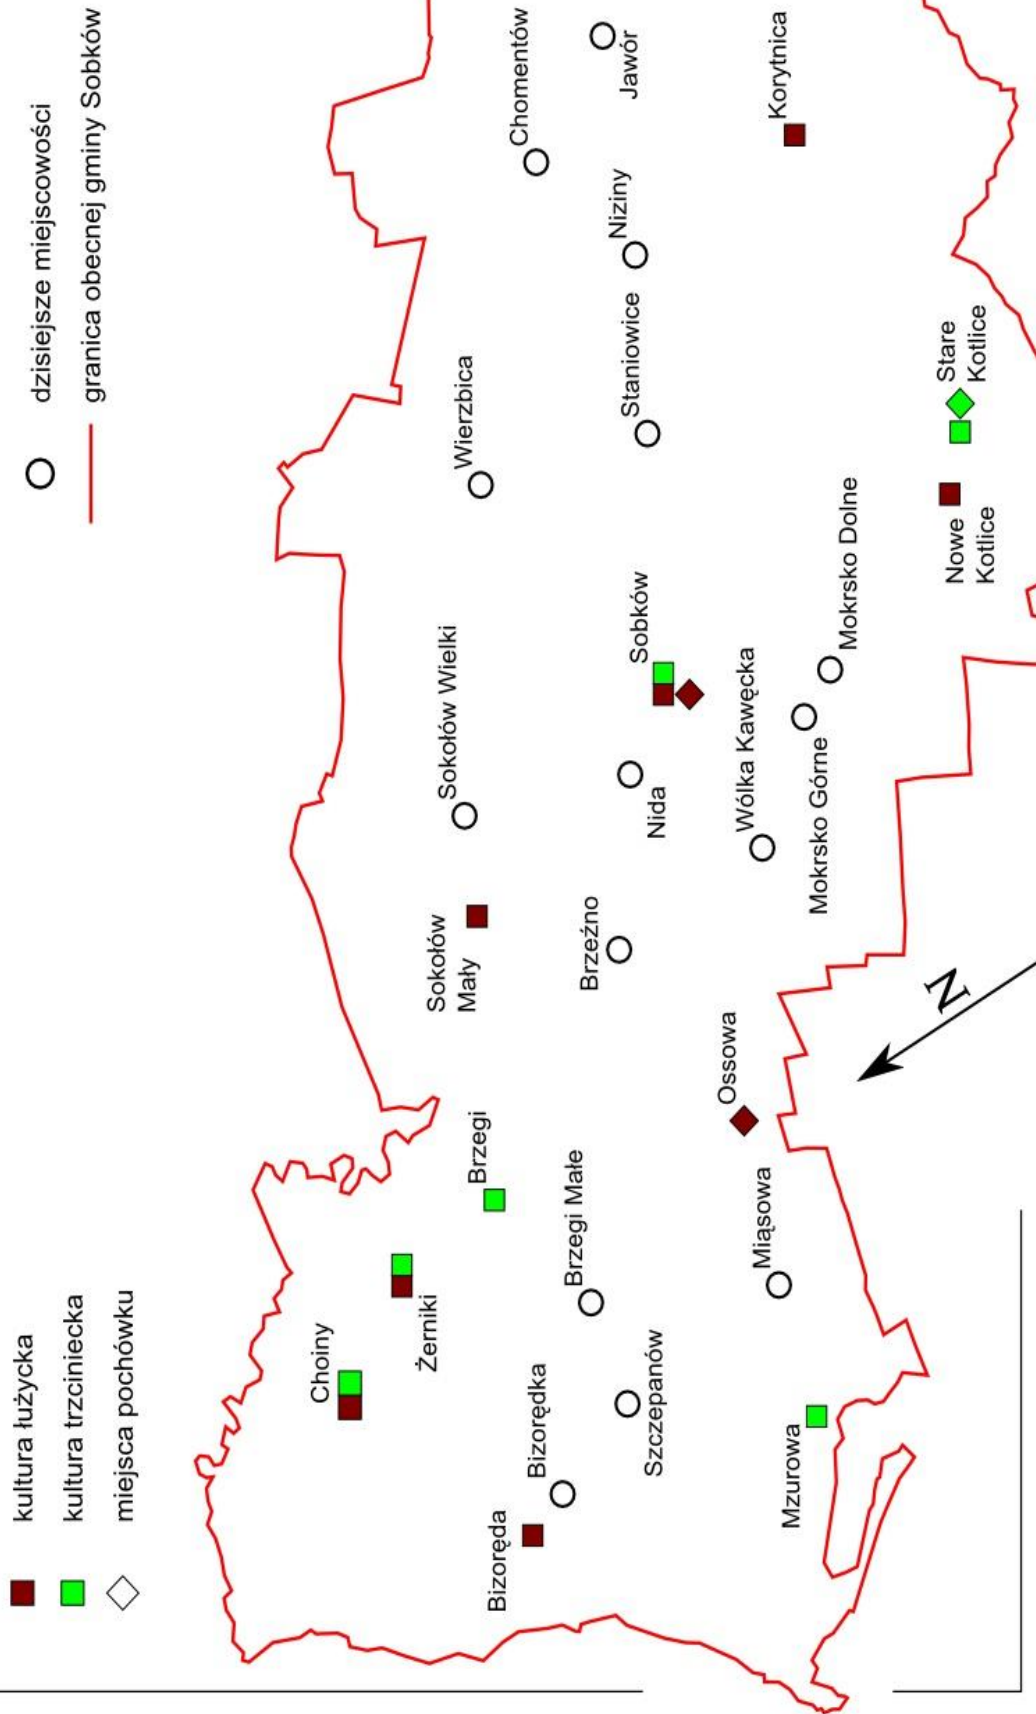 kultura łużycka
kultura trzciniecka
miejsca pochówku
dzisiejsze miejscowości
granica obecnej gminy Sobków
Choiny
Żerniki
Brzegi
Bizoręda
Bizorędka
Brzegi Małe
Szczepanów
Mzurowa
Miąsowa
Ossowa
Sokołów
Mały
Sokołów Wielki
Wierzbica
Chomentów
Jawór
Niziny
Staniowice
Sobków
Nida
Brzeźno
Wólka Kawęcka
Mokrsko Górne
Mokrsko Dolne
Korytnica
Nowe
Kotlice
Stare
Kotlice
N